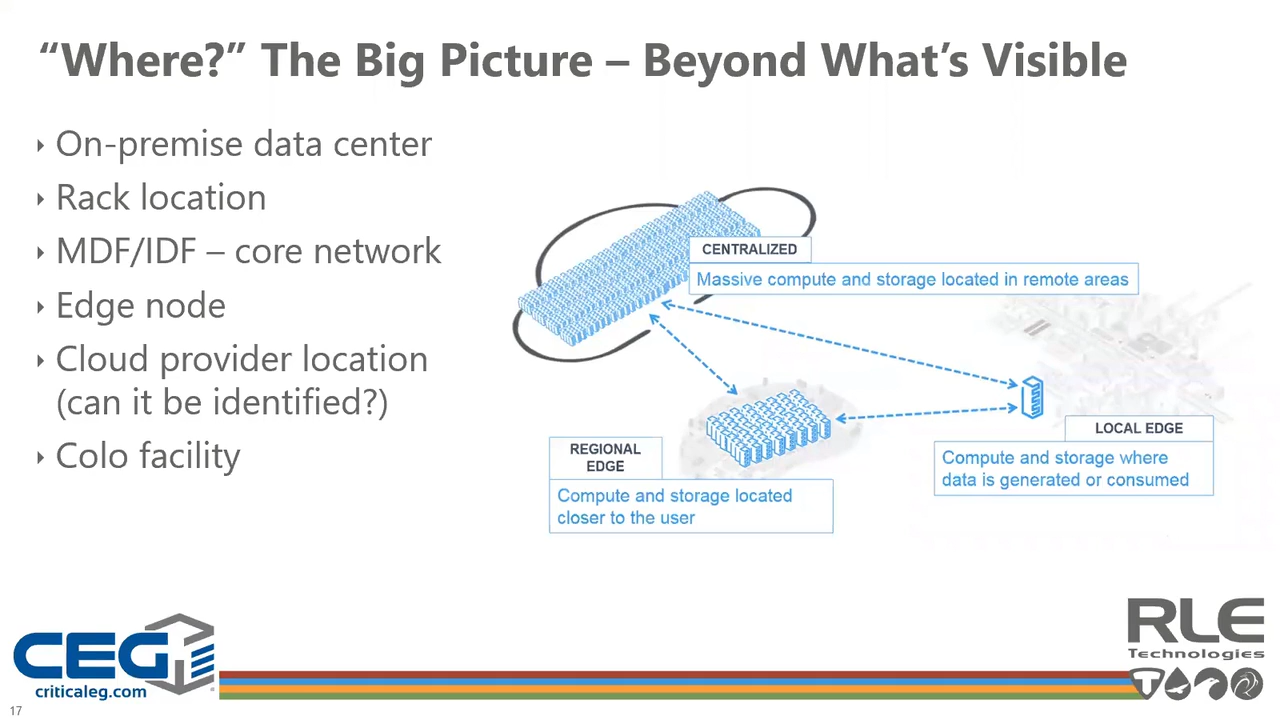 “Where?” The Big Picture – Beyond What’s Visible
On-premise data center
Rack location
MDF/IDF – core network
Edge node
Cloud provider location
(can it be identified?)
Colo facility
CENTRALIZED
Massive compute and storage located in remote areas
REGIONAL
EDGE
Compute and storage located
closer to the user
LOCAL EDGE
Compute and storage where
data is generated or consumed
CEG
criticaleg.com
RLE
Technologies
17